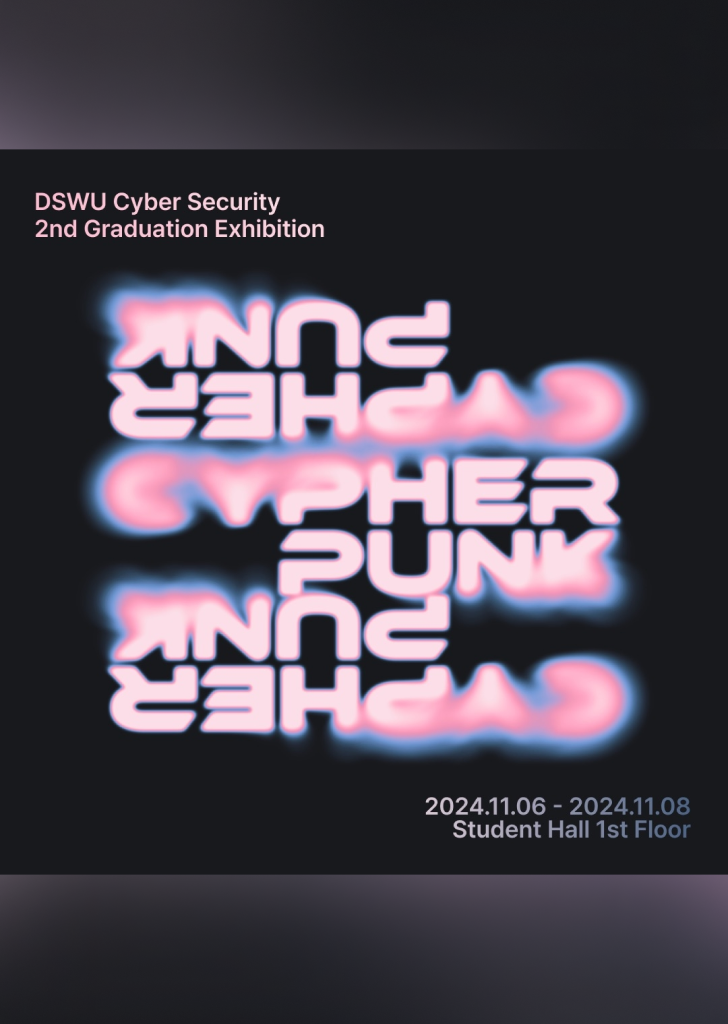 DSWU Cyber Security
2nd Graduation Exhibition
PUNK
CYPHER
CYPHER
PUNK
PUNK
CYPHER
2024.11.06 - 2024.11.08
Student Hall 1st Floor